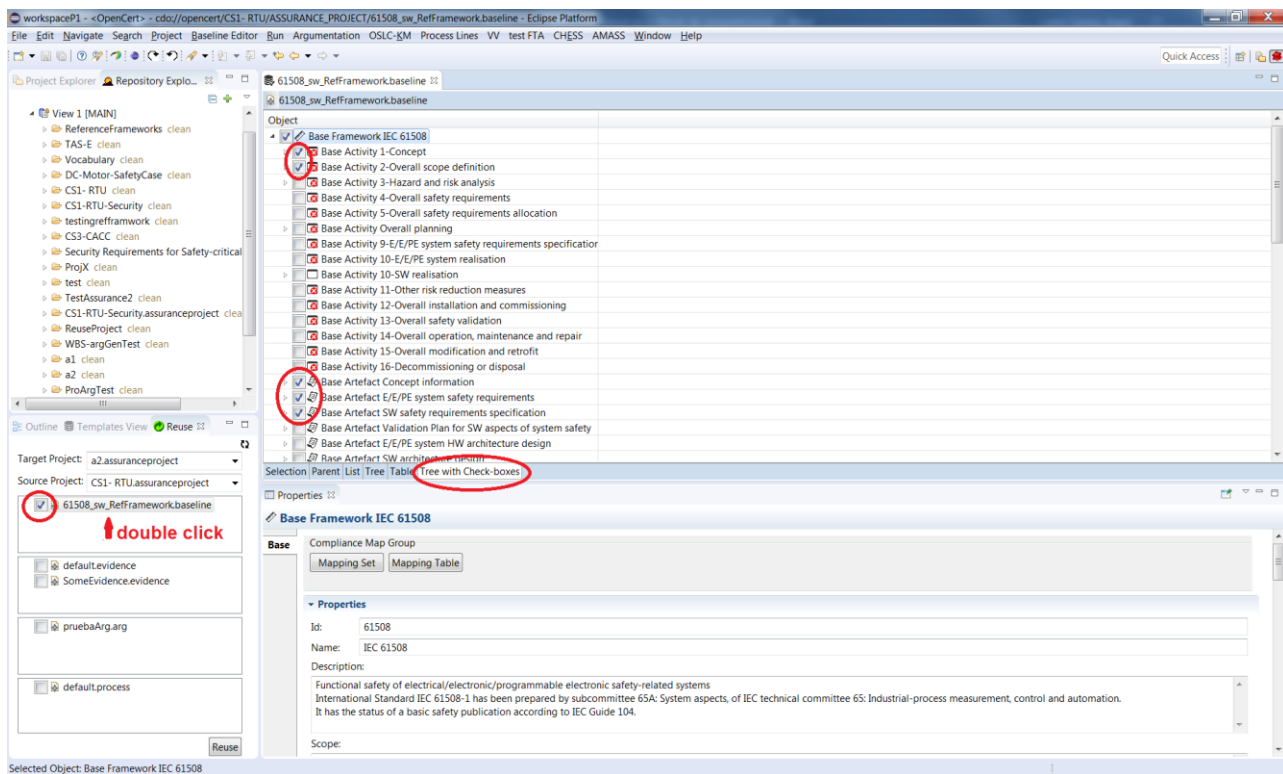 workspaceP1 - <OpenCert> - cdo://opencert/CS1- RTU/ASSURANCE_PROJECT/61508_sw_RefFramework.baseline - Eclipse Platform
File Edit Navigate Search Project Baseline Editor Run Argumentation OSLC-KM Process Lines VV test FTA CHESS AMASS Window Help
Quick Access
Project Explorer Repository Explo...
View 1 [MAIN]
ReferenceFrameworks clean
TAS-E clean
Vocabulary clean
DC-Motor-SafetyCase clean
CS1- RTU clean
CS1-RTU-Security clean
testingrefframwork clean
CS3-CACC clean
Security Requirements for Safety-critical
ProjX clean
test clean
TestAssurance2 clean
CS1-RTU-Security.assuranceproject clea
ReuseProject clean
WBS-argGenTest clean
a1 clean
a2 clean
ProArgTest clean
61508_sw_RefFramework.baseline
61508_sw_RefFramework.baseline
Object
Base Framework IEC 61508
Base Activity 1-Concept
Base Activity 2-Overall scope definition
Base Activity 3-Hazard and risk analysis
Base Activity 4-Overall safety requirements
Base Activity 5-Overall safety requirements allocation
Base Activity Overall planning
Base Activity 9-E/E/PE system safety requirements specification
Base Activity 10-E/E/PE system realisation
Base Activity 10-SW realisation
Base Activity 11-Other risk reduction measures
Base Activity 12-Overall installation and commissioning
Base Activity 13-Overall safety validation
Base Activity 14-Overall operation, maintenance and repair
Base Activity 15-Overall modification and retrofit
Base Activity 16-Decommissioning or disposal
Base Artefact Concept information
Base Artefact E/E/PE system safety requirements
Base Artefact SW safety requirements specification
Base Artefact Validation Plan for SW aspects of system safety
Base Artefact E/E/PE system HW architecture design
Base Artefact SW architecture design
Selection Parent List Tree Table Tree with Check-boxes
Outline Templates View Reuse
Target Project: a2.assuranceproject
Source Project: CS1- RTU.assuranceproject
61508_sw_RefFramework.baseline
double click
default.evidence
SomeEvidence.evidence
pruebaArg.arg
default.process
Reuse
Properties
Base Framework IEC 61508
Base
Compliance Map Group
Mapping Set Mapping Table
Properties
Id: 61508
Name: IEC 61508
Description:
Functional safety of electrical/electronic/programmable electronic safety-related systems
International Standard IEC 61508-1 has been prepared by subcommittee 65A: System aspects, of IEC technical committee 65: Industrial-process measurement, control and automation.
It has the status of a basic safety publication according to IEC Guide 104.
Scope:
Selected Object: Base Framework IEC 61508